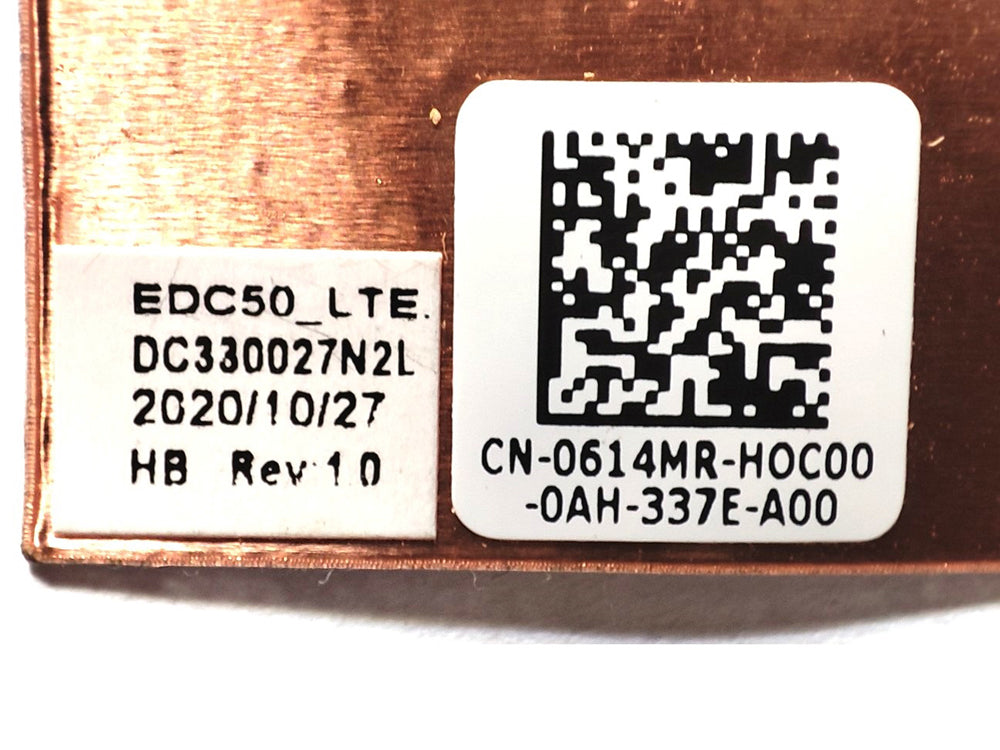 EDC50_LTE.
DC330027N2L
2020/10/27
HB Rev:1.0
CN-0614MR-HOC00
-0AH-337E-A00